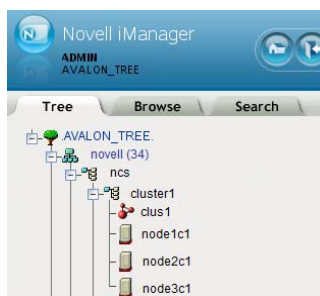 Novell iManager
ADMIN
AVALON_TREE
Tree Browse Search
.AVALON_TREE.
novell (34)
ncs
cluster1
clus1
node1c1
node2c1
node3c1